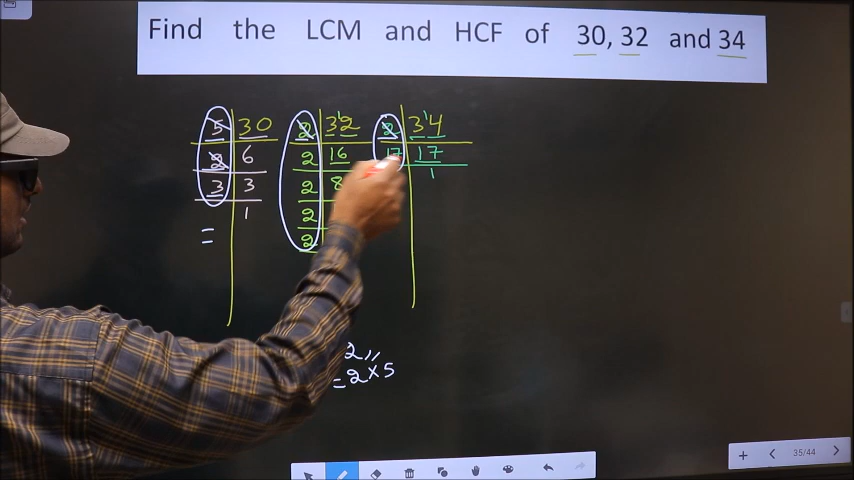 Find the LCM and HCF of 30, 32 and 34
5 30 2 32 2 34
2 6 2 16 17 17
3 3 2 8 1
1 2
= 2
2 //
= 2 × 5
35/44